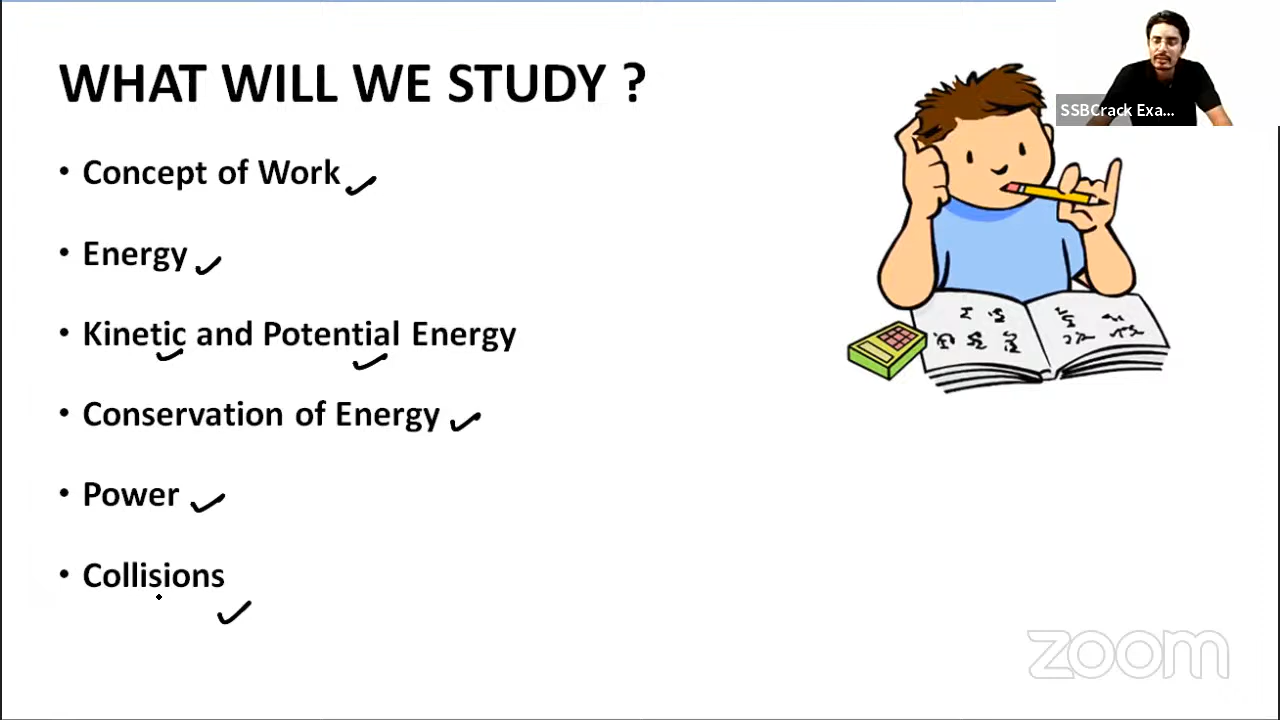 WHAT WILL WE STUDY ?
SSBCrack Exa...
• Concept of Work
• Energy
• Kinetic and Potential Energy
• Conservation of Energy
• Power
• Collisions
zoom